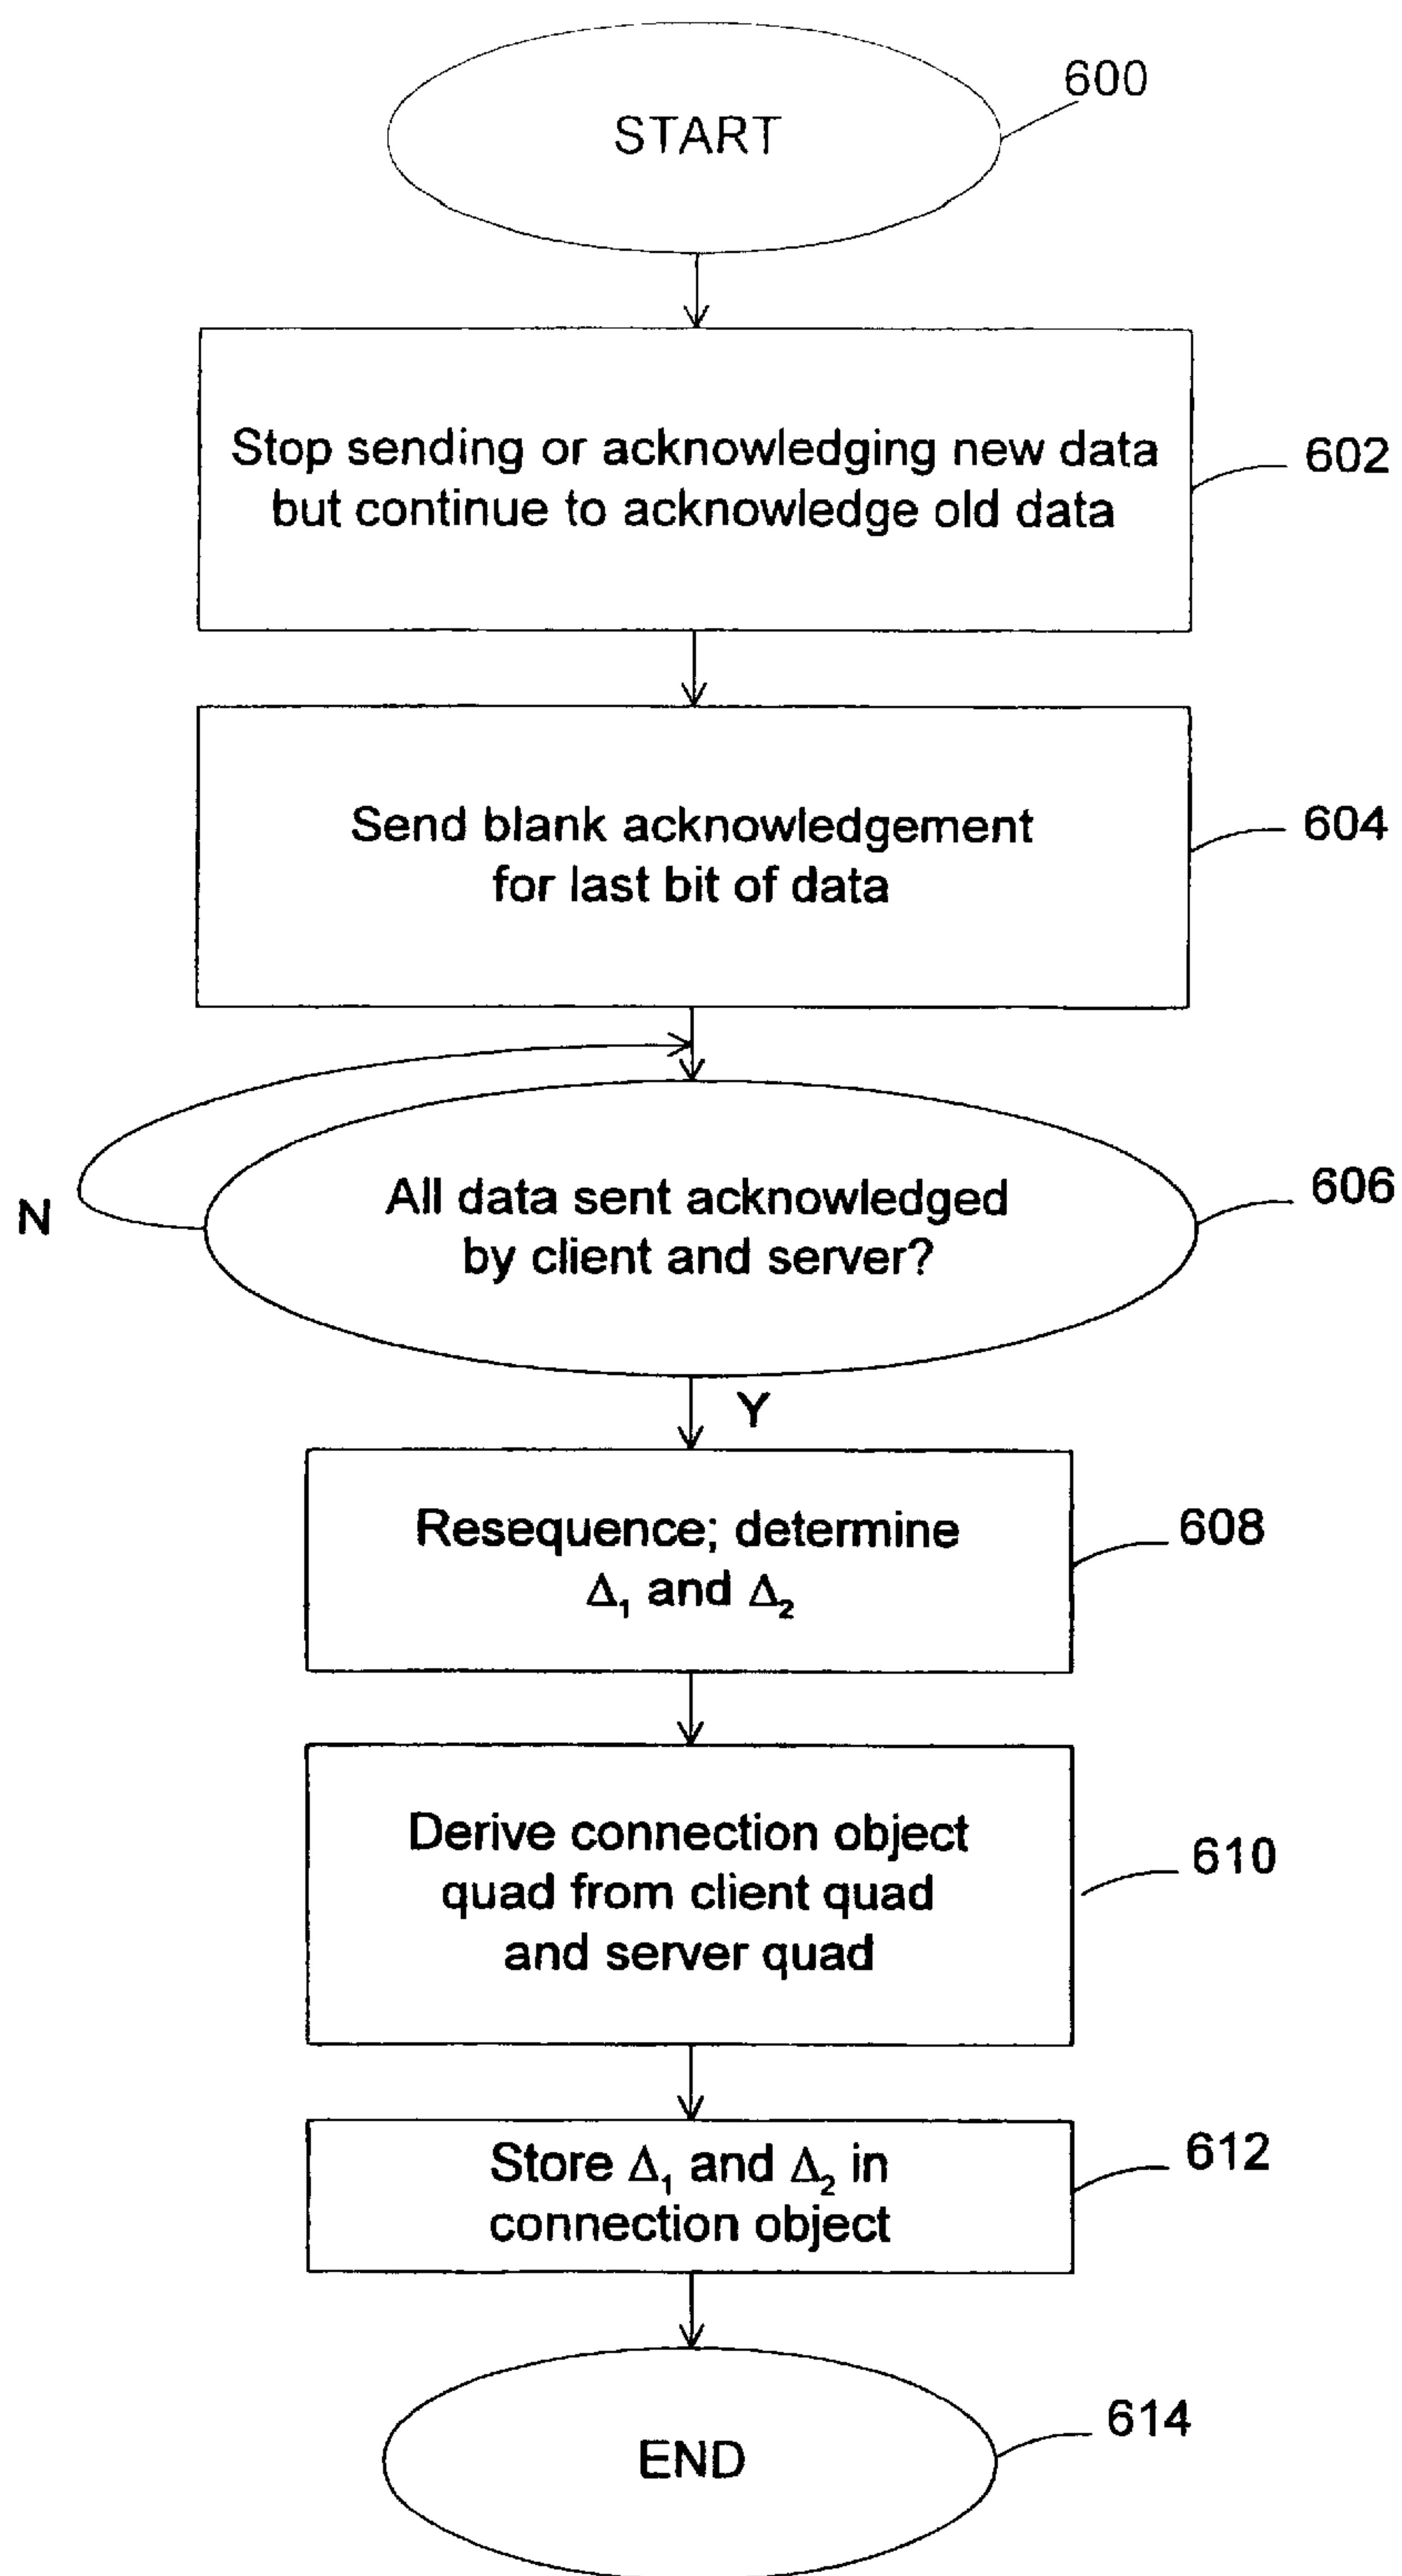 600
START
Stop sending or acknowledging new data
but continue to acknowledge old data
602
Send blank acknowledgement
for last bit of data
604
All data sent acknowledged
by client and server?
606
N
Y
Resequence; determine
Δ₁ and Δ₂
608
Derive connection object
quad from client quad
and server quad
610
Store Δ₁ and Δ₂ in
connection object
612
END
614